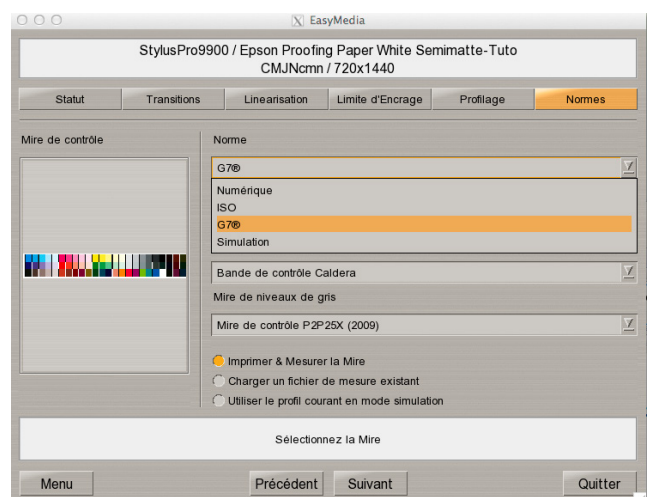 EasyMedia
StylusPro9900 / Epson Proofing Paper White Semimatte-Tuto
CMJNcmn / 720x1440
Statut
Transitions
Linearisation
Limite d'Encrage
Profilage
Normes
Mire de contrôle
Norme
G7®
Numérique
ISO
G7®
Simulation
Bande de contrôle Caldera
Mire de niveaux de gris
Mire de contrôle P2P25X (2009)
Imprimer & Mesurer la Mire
Charger un fichier de mesure existant
Utiliser le profil courant en mode simulation
Sélectionnez la Mire
Menu
Précédent
Suivant
Quitter